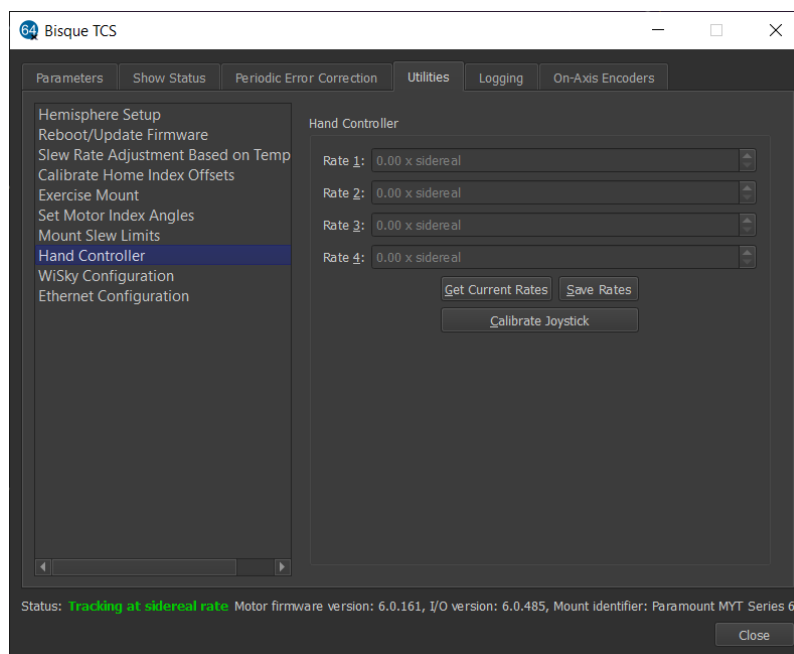 64 Bisque TCS
Parameters Show Status Periodic Error Correction Utilities Logging On-Axis Encoders
Hemisphere Setup
Reboot/Update Firmware
Slew Rate Adjustment Based on Temp
Calibrate Home Index Offsets
Exercise Mount
Set Motor Index Angles
Mount Slew Limits
Hand Controller
WiSky Configuration
Ethernet Configuration
Hand Controller
Rate 1: 0.00 x sidereal
Rate 2: 0.00 x sidereal
Rate 3: 0.00 x sidereal
Rate 4: 0.00 x sidereal
Get Current Rates Save Rates
Calibrate Joystick
Status: Tracking at sidereal rate Motor firmware version: 6.0.161, I/O version: 6.0.485, Mount identifier: Paramount MYT Series 6
Close